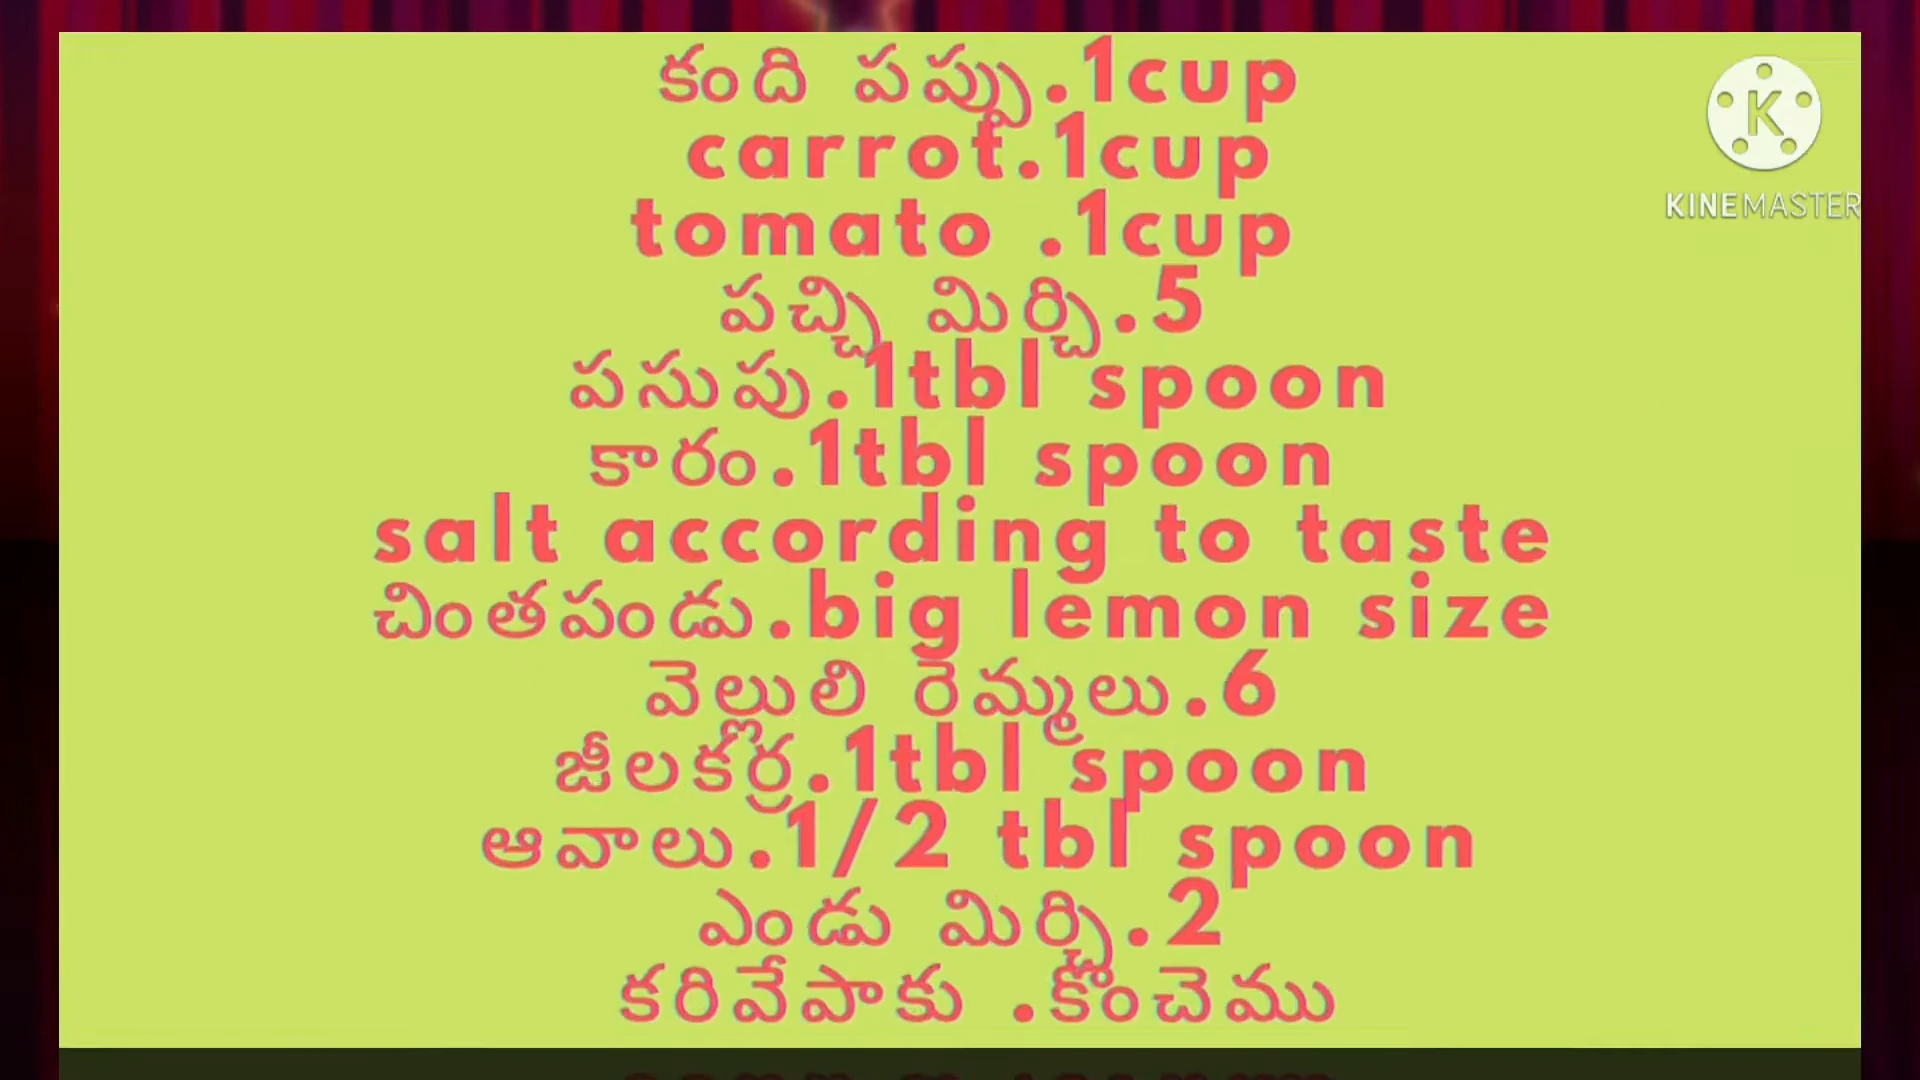 కంది పప్పు.1cup
carrot.1cup
tomato .1cup
పచ్చి మిర్చి.5
పసుపు.1tbl spoon
కారం.1tbl spoon
salt according to taste
చింతపండు.big lemon size
వెల్లులి రెమ్మలు.6
జీలకర్ర.1tbl spoon
ఆవాలు.1/2 tbl spoon
ఎండు మిర్చి.2
కరివేపాకు .కొంచెము
KINEMASTER